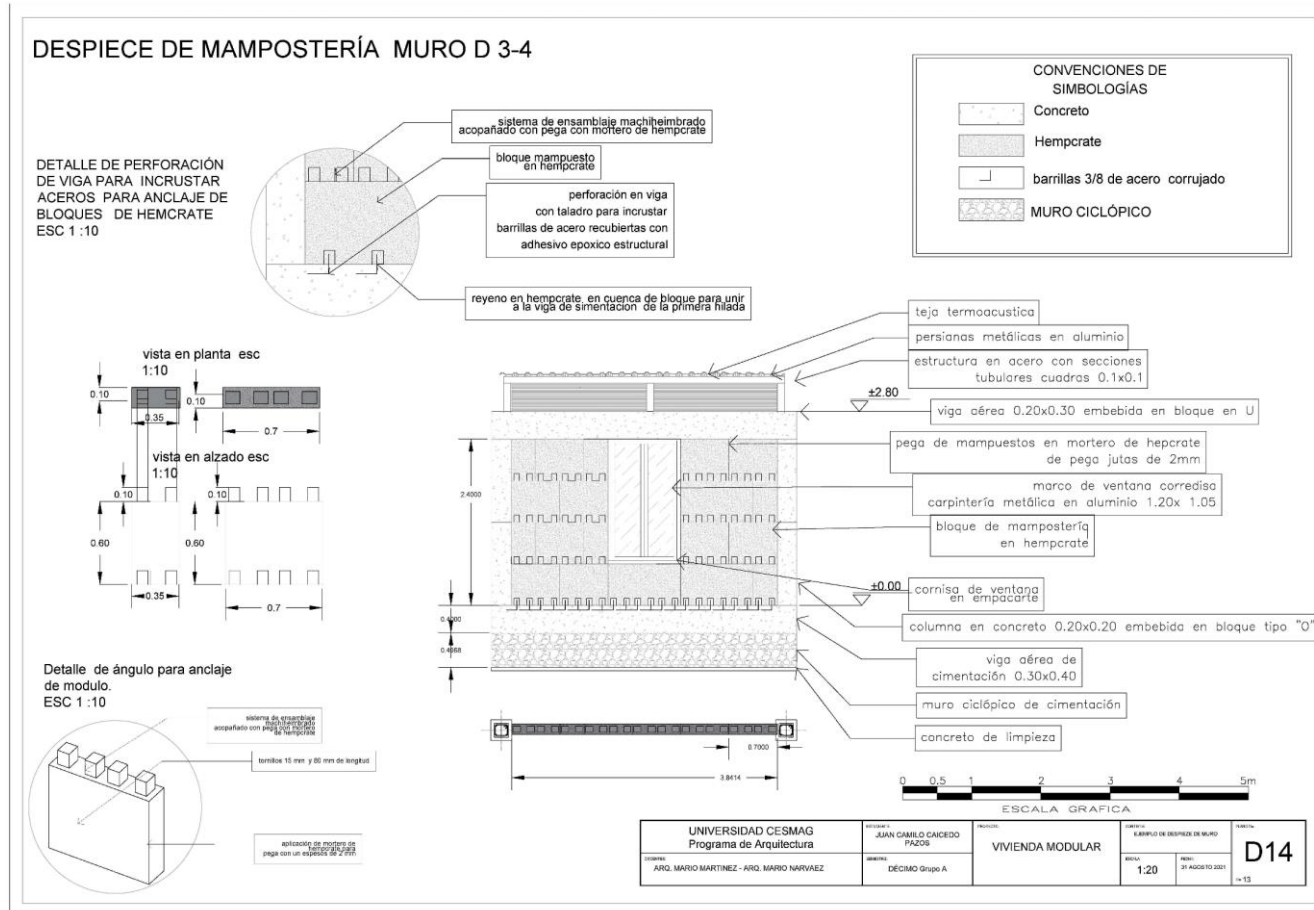 DESPIECE DE MAMPOSTERÍA MURO D 3-4
CONVENCIONES DE
SIMBOLOGÍAS
Concreto
Hempcrate
barrillas 3/8 de acero corrujado
MURO CICLÓPICO
DETALLE DE PERFORACIÓN
DE VIGA PARA INCRUSTAR
ACEROS PARA ANCLAJE DE
BLOQUES DE HEMCRATE
ESC 1 :10
sistema de ensamblaje machiheimbrado
acopañado con pega con mortero de hempcrate
bloque mampuesto
en hempcrate
perforación en viga
con taladro para incrustar
barrillas de acero recubiertas con
adhesivo epoxico estructural
reyeno en hempcrate en cuenca de bloque para unir
a la viga de simentacion de la primera hilada
vista en planta esc
1:10
0.10
0.35
0.10
0.7
vista en alzado esc
1:10
0.10
0.60
0.35
0.10
0.60
0.7
teja termoacustica
persianas metálicas en aluminio
estructura en acero con secciones
tubulares cuadras 0.1x0.1
±2.80
viga aérea 0.20x0.30 embebida en bloque en U
pega de mampuestos en mortero de hepcrate
de pega jutas de 2mm
marco de ventana corredisa
carpintería metálica en aluminio 1.20x 1.05
bloque de mamposteríq
en hempcrate
±0.00
cornisa de ventana
en empacarte
columna en concreto 0.20x0.20 embebida en bloque tipo "O"
viga aérea de
cimentación 0.30x0.40
muro ciclópico de cimentación
concreto de limpieza
2.4000
0.7000
3.8414
Detalle de ángulo para anclaje
de modulo.
ESC 1 :10
sistema de ensamblaje
machiheimbrado
acopañado con pega con mortero
de hempcrate
tornillos 15 mm y 80 mm de longitud
aplicación de mortero de
hempcrate para
pega con un espesos de 2 mm
0 0.5 1 2 3 4 5m
ESCALA GRAFICA
UNIVERSIDAD CESMAG
Programa de Arquitectura
ARQ. MARIO MARTINEZ - ARQ. MARIO NARVAEZ
JUAN CAMILO CAICEDO
PAZOS
DÉCIMO Grupo A
VIVIENDA MODULAR
EJEMPLO DE DESPIEZE DE MURO
1:20
31 AGOSTO 2021
D14